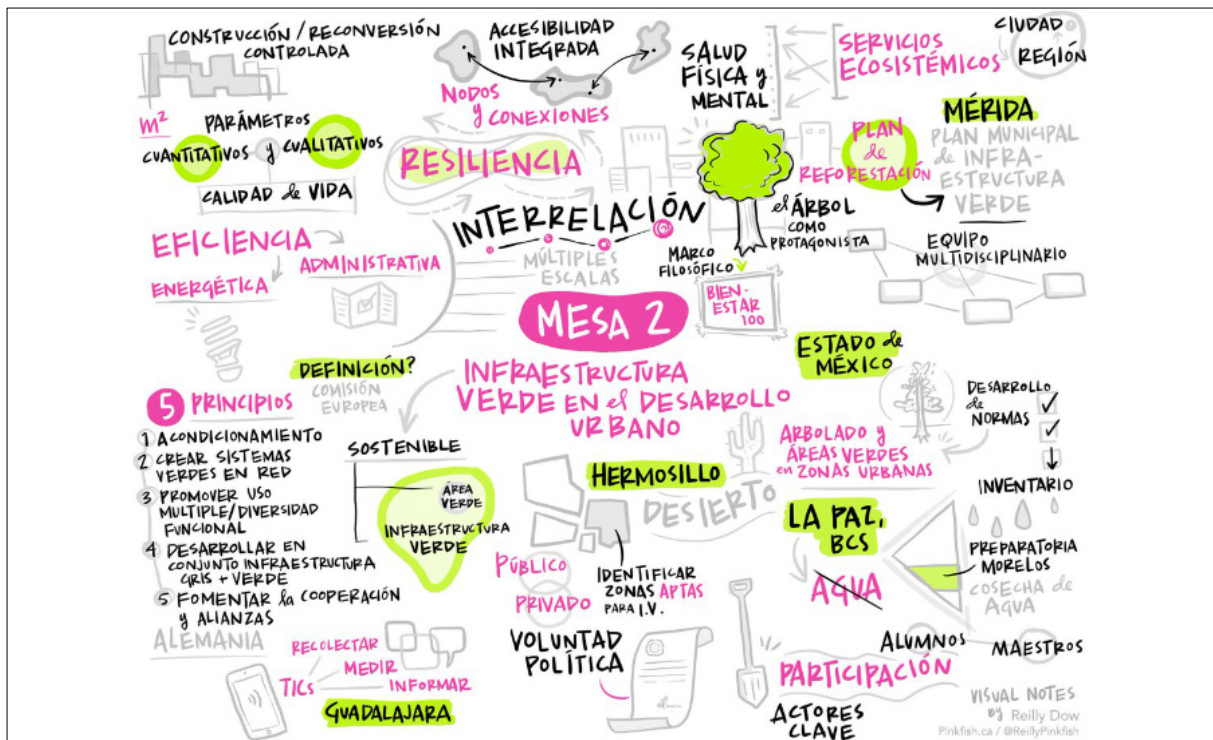 CONSTRUCCIÓN / RECONVERSIÓN
CONTROLADA
m²
PARÁMETROS
CUANTITATIVOS y CUALITATIVOS
CALIDAD de VIDA
EFICIENCIA
ADMINISTRATIVA
ENERGÉTICA
ACCESIBILIDAD
INTEGRADA
NODOS
y
CONEXIONES
RESILIENCIA
INTERRELACIÓN
MÚLTIPLES
ESCALAS
SALUD
FÍSICA y
MENTAL
SERVICIOS
ECOSISTÉMICOS
CIUDAD
REGIÓN
PLAN
de
REFORESTACIÓN
MÉRIDA
PLAN MUNICIPAL
de INFRA-
ESTRUCTURA
VERDE
el ÁRBOL
COMO
PROTAGONISTA
MARCO
FILOSÓFICO
BIEN-
ESTAR
100
EQUIPO
MULTIDISCIPLINARIO
MESA 2
INFRAESTRUCTURA
VERDE EN el DESARROLLO
URBANO
DEFINICIÓN?
COMISIÓN
EUROPEA
5 PRINCIPIOS
1 ACONDICIONAMIENTO
2 CREAR SISTEMAS
VERDES EN RED
3 PROMOVER USO
MULTIPLE/DIVERSIDAD
FUNCIONAL
4 DESARROLLAR EN
CONJUNTO INFRAESTRUCTURA
GRIS + VERDE
5 FOMENTAR la COOPERACIÓN
y ALIANZAS
ALEMANIA
SOSTENIBLE
ÁREA
VERDE
INFRAESTRUCTURA
VERDE
RECOLECTAR
MEDIR
TICs
INFORMAR
GUADALAJARA
HERMOSILLO
DESIERTO
PÚBLICO
PRIVADO
IDENTIFICAR
ZONAS APTAS
PARA I.V.
VOLUNTAD
POLÍTICA
ESTADO de
MÉXICO
ARBOLADO y
ÁREAS VERDES
en ZONAS URBANAS
DESARROLLO
de
NORMAS
INVENTARIO
LA PAZ,
BCS
AGUA
PREPARATORIA
MORELOS
COSECHA de
AGUA
ALUMNOS
MAESTROS
PARTICIPACIÓN
ACTORES
CLAVE
VISUAL NOTES
BY Reilly Dow
Pinkfish.ca / @ReillyPinkfish